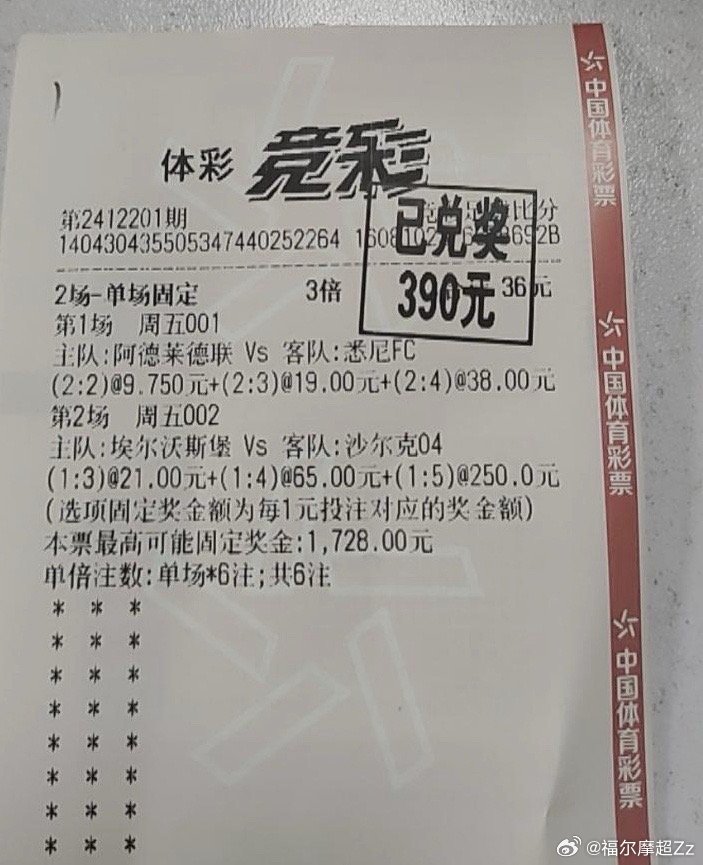 体彩 竞彩
第2412201期 比分
140430435505347440252264
已兑奖
390元
2场-单场固定 3倍 36元
第1场 周五001
主队:阿德莱德联 Vs 客队:悉尼FC
(2:2)@9.750元+(2:3)@19.00元+(2:4)@38.00元
第2场 周五002
主队:埃尔沃斯堡 Vs 客队:沙尔克04
(1:3)@21.00元+(1:4)@65.00元+(1:5)@250.0元
(选项固定奖金额为每1元投注对应的奖金额)
本票最高可能固定奖金:1,728.00元
单倍注数:单场*6注;共6注
* * *
* * *
* * *
* * *
* * *
* * *
* * *
* * *
中国体育彩票
中国体育彩票
中国体育彩票
@福尔摩超Zz